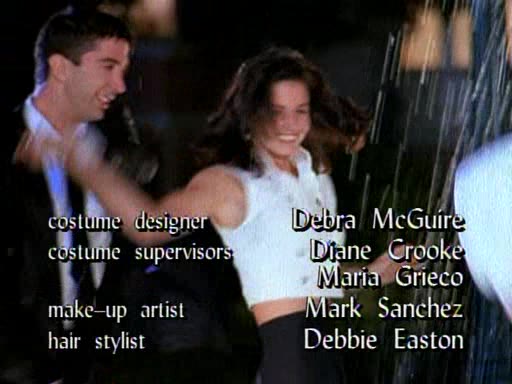 costume designer Debra McGuire
costume supervisors Diane Crooke
Maria Grieco
make-up artist Mark Sanchez
hair stylist Debbie Easton